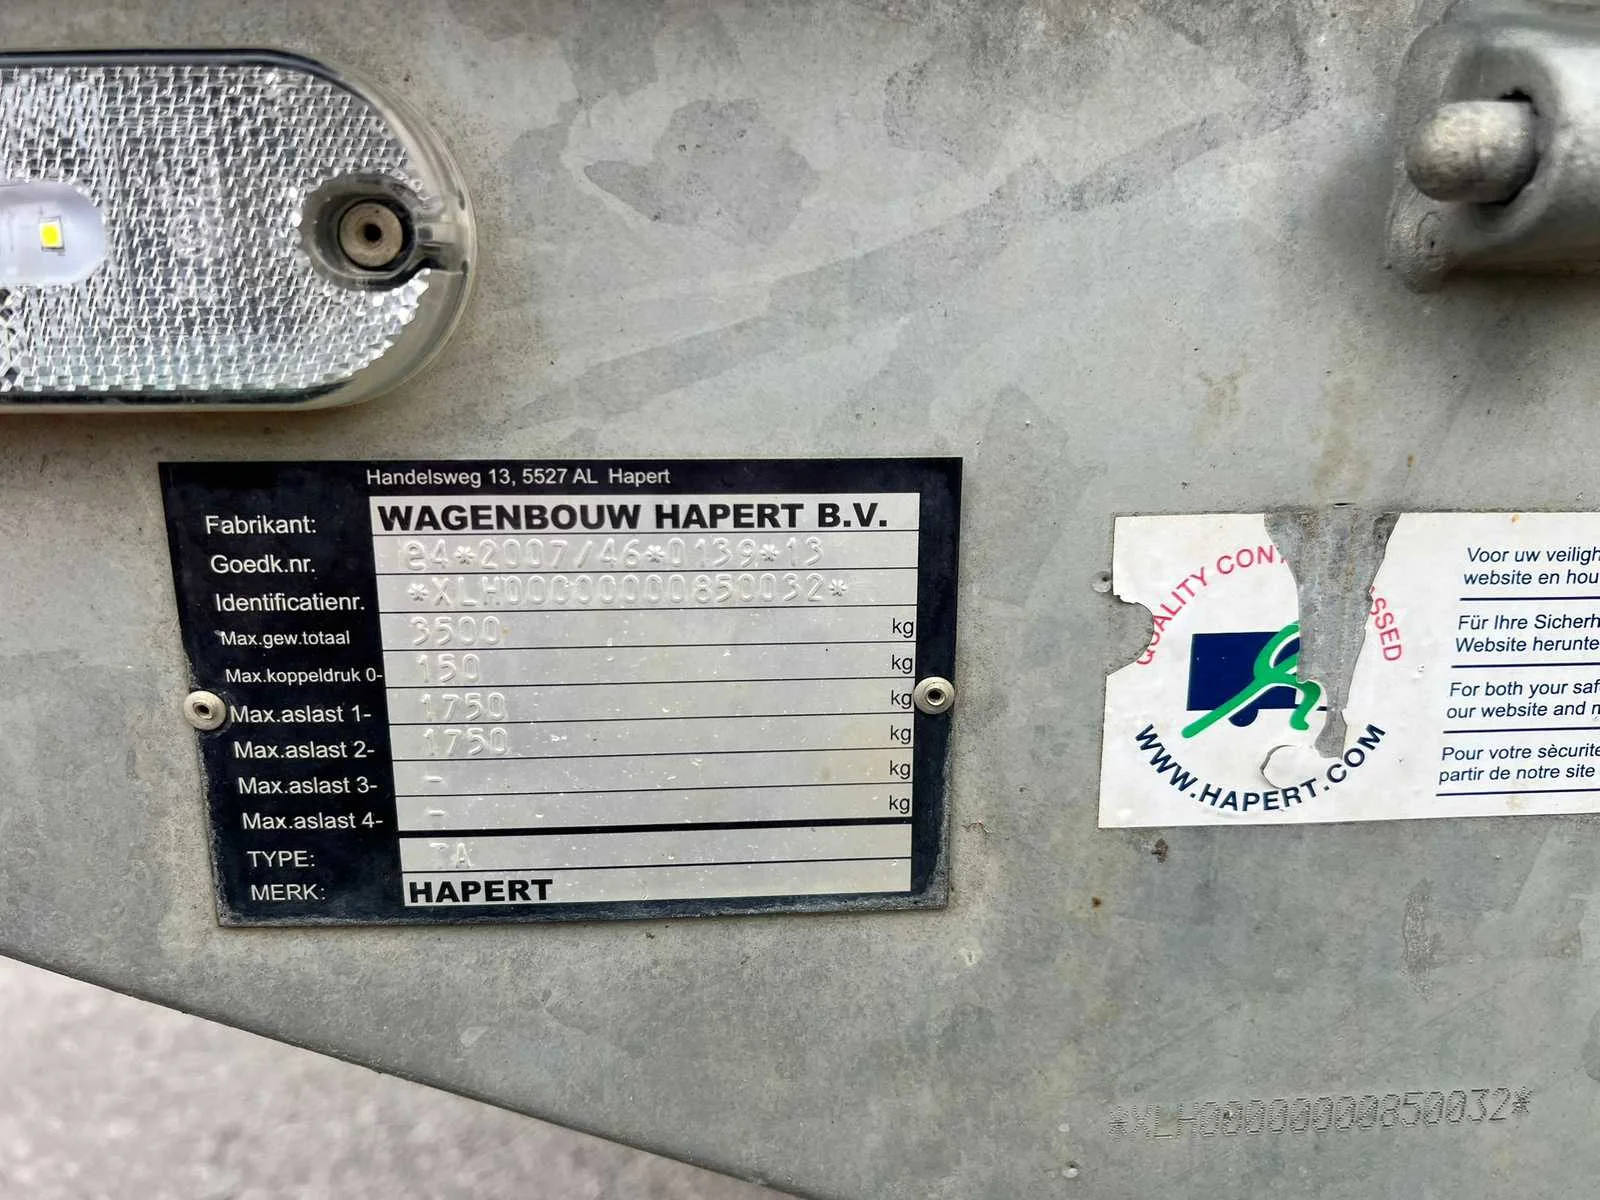 Handelsweg 13, 5527 AL Hapert
Fabrikant: WAGENBOUW HAPERT B.V.
Goedk.nr. e4*2007/46*0139*13
Identificatienr. *XLH00000000850032*
Max.gew.totaal 3500 kg
Max.koppeldruk 0- 150 kg
Max.aslast 1- 1750 kg
Max.aslast 2- 1750 kg
Max.aslast 3- - kg
Max.aslast 4- - kg
TYPE: TA
MERK: HAPERT
QUALITY CON
SSED
WWW.HAPERT.COM
Voor uw veiligh
website en hou
Für Ihre Sicherh
Website herunte
For both your saf
our website and m
Pour votre sècurite
partir de notre site
*XLH00000000850032*